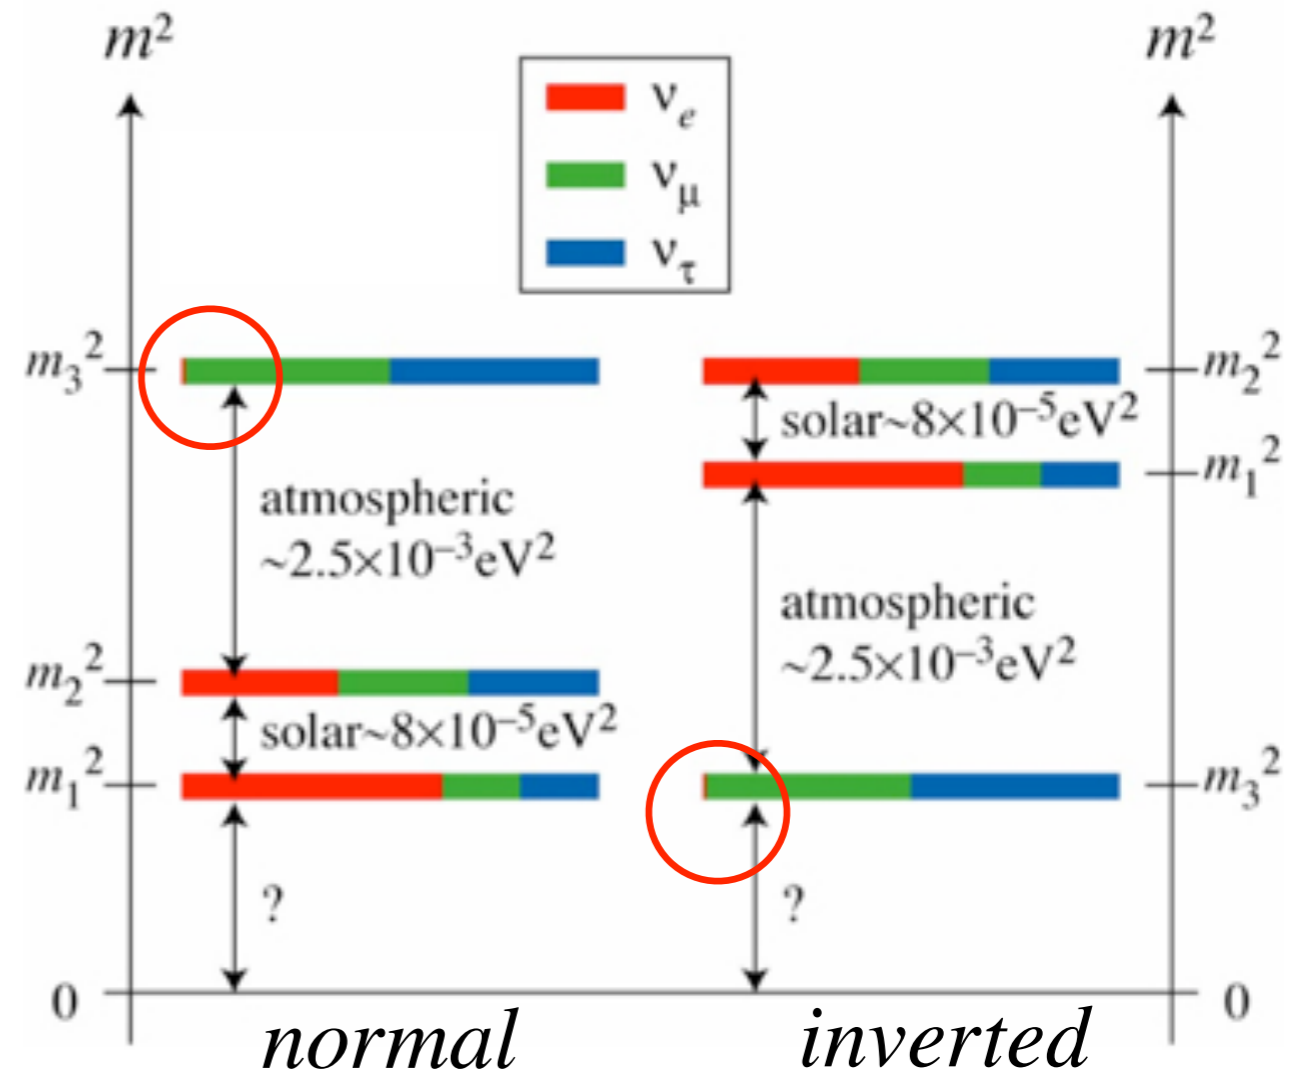 m²
m²
νe
νμ
ντ
m₃²
m₂²
solar~8×10⁻⁵eV²
m₁²
atmospheric
~2.5×10⁻³eV²
atmospheric
~2.5×10⁻³eV²
m₂²
solar~8×10⁻⁵eV²
m₁²
m₃²
?
?
0
0
normal
inverted